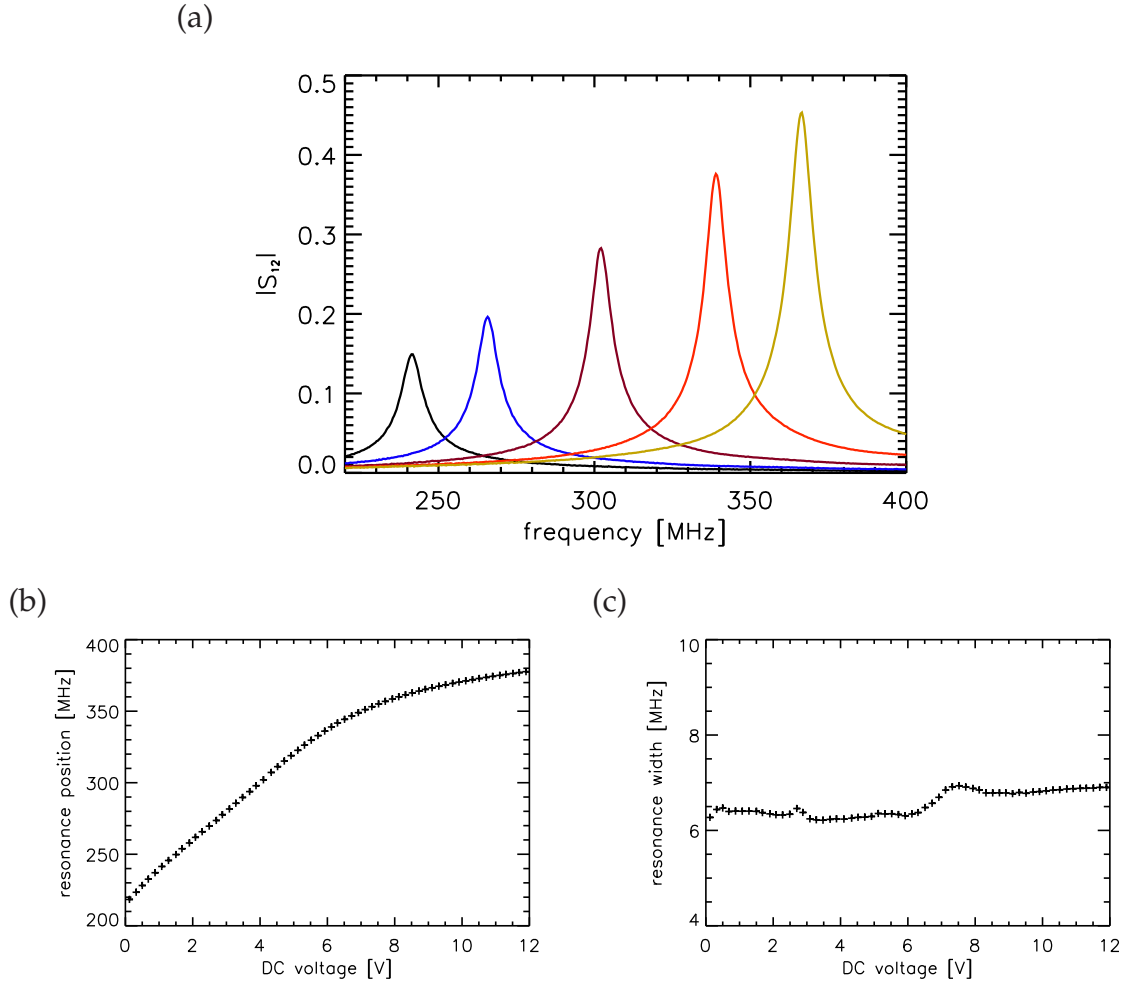 (a)
0.5
0.4
0.3
0.2
0.1
0.0
|S₁₂|
250 300 350 400
frequency [MHz]
(b)
400
350
300
250
200
resonance position [MHz]
0 2 4 6 8 10 12
DC voltage [V]
(c)
10
8
6
4
resonance width [MHz]
0 2 4 6 8 10 12
DC voltage [V]